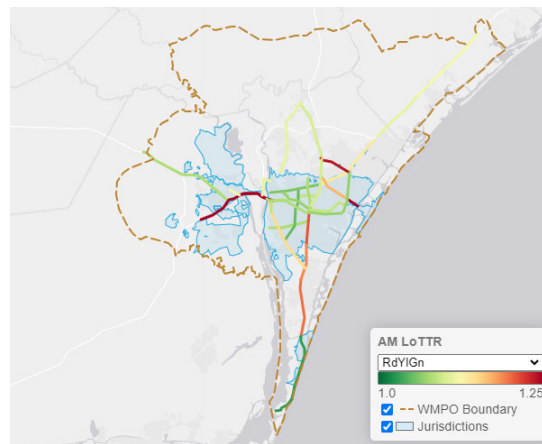 AM LoTTR
RdYlGn
1.0 1.25
WMPO Boundary
Jurisdictions